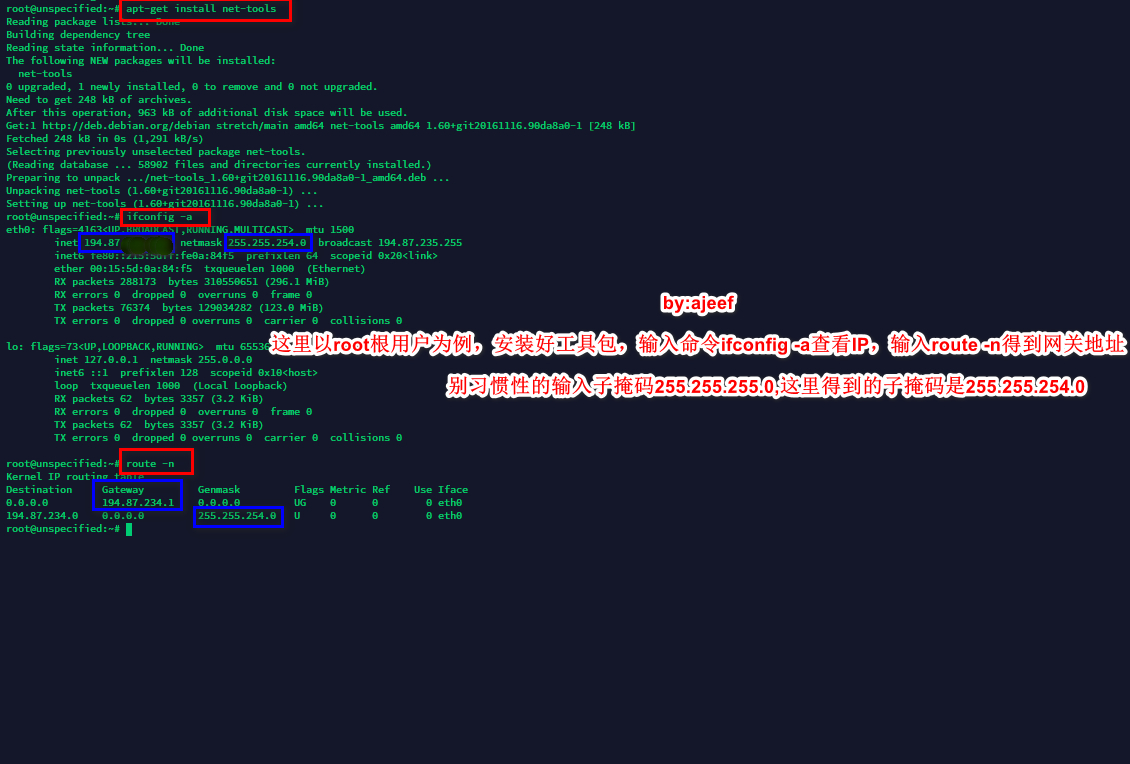 root@unspecified:~# apt-get install net-tools
Reading package lists... Done
Building dependency tree
Reading state information... Done
The following NEW packages will be installed:
  net-tools
0 upgraded, 1 newly installed, 0 to remove and 0 not upgraded.
Need to get 248 kB of archives.
After this operation, 963 kB of additional disk space will be used.
Get:1 http://deb.debian.org/debian stretch/main amd64 net-tools amd64 1.60+git20161116.90da8a0-1 [248 kB]
Fetched 248 kB in 0s (1,291 kB/s)
Selecting previously unselected package net-tools.
(Reading database ... 58902 files and directories currently installed.)
Preparing to unpack .../net-tools_1.60+git20161116.90da8a0-1_amd64.deb ...
Unpacking net-tools (1.60+git20161116.90da8a0-1) ...
Setting up net-tools (1.60+git20161116.90da8a0-1) ...
root@unspecified:~# ifconfig -a
eth0: flags=4163<UP,BROADCAST,RUNNING,MULTICAST>  mtu 1500
        inet 194.87 netmask 255.255.254.0 broadcast 194.87.235.255
        inet6 prefixlen 64  scopeid 0x20<link>
        ether 00:15:5d:0a:84:f5  txqueuelen 1000  (Ethernet)
        RX packets 288173  bytes 310550651 (296.1 MiB)
        RX errors 0  dropped 0  overruns 0  frame 0
        TX packets 76374  bytes 129034282 (123.0 MiB)
        TX errors 0  dropped 0 overruns 0  carrier 0  collisions 0
by:ajeef
lo: flags=73<UP,LOOPBACK,RUNNING>  mtu 65536
这里以root根用户为例，安装好工具包，输入命令ifconfig -a查看IP，输入route -n得到网关地址
        inet 127.0.0.1  netmask 255.0.0.0
        inet6 ::1  prefixlen 128  scopeid 0x10<host>
        loop  txqueuelen 1000  (Local Loopback)
别习惯性的输入子掩码255.255.255.0,这里得到的子掩码是255.255.254.0
        RX packets 62  bytes 3357 (3.2 KiB)
        RX errors 0  dropped 0  overruns 0  frame 0
        TX packets 62  bytes 3357 (3.2 KiB)
        TX errors 0  dropped 0 overruns 0  carrier 0  collisions 0
root@unspecified:~# route -n
Kernel IP routing table
Destination     Gateway         Genmask         Flags Metric Ref    Use Iface
0.0.0.0         194.87.234.1    0.0.0.0         UG    0      0        0 eth0
194.87.234.0    0.0.0.0         255.255.254.0   U     0      0        0 eth0
root@unspecified:~#